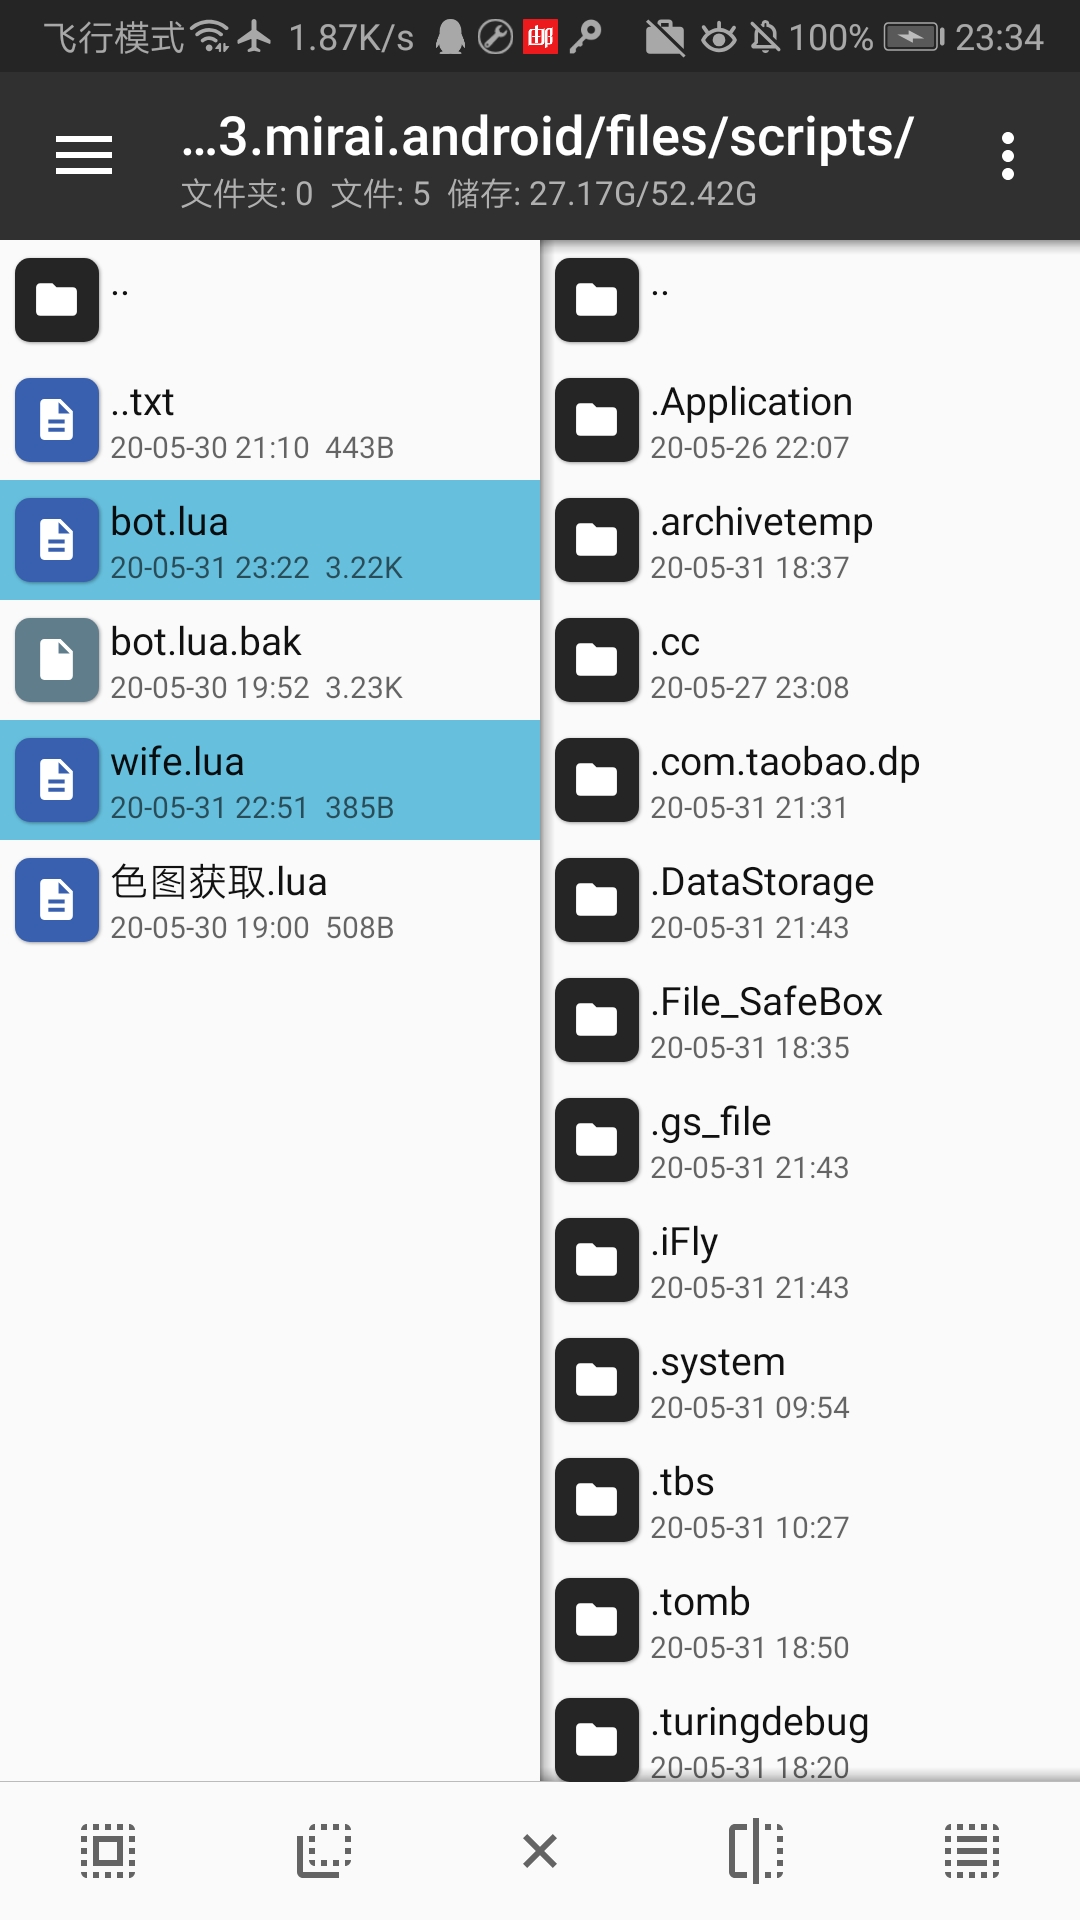 飞行模式 1.87K/s 邮 100% 23:34
...3.mirai.android/files/scripts/
文件夹: 0 文件: 5 储存: 27.17G/52.42G
..
..txt
20-05-30 21:10 443B
bot.lua
20-05-31 23:22 3.22K
bot.lua.bak
20-05-30 19:52 3.23K
wife.lua
20-05-31 22:51 385B
色图获取.lua
20-05-30 19:00 508B
..
.Application
20-05-26 22:07
.archivetemp
20-05-31 18:37
.cc
20-05-27 23:08
.com.taobao.dp
20-05-31 21:31
.DataStorage
20-05-31 21:43
.File_SafeBox
20-05-31 18:35
.gs_file
20-05-31 21:43
.iFly
20-05-31 21:43
.system
20-05-31 09:54
.tbs
20-05-31 10:27
.tomb
20-05-31 18:50
.turingdebug
20-05-31 18:20